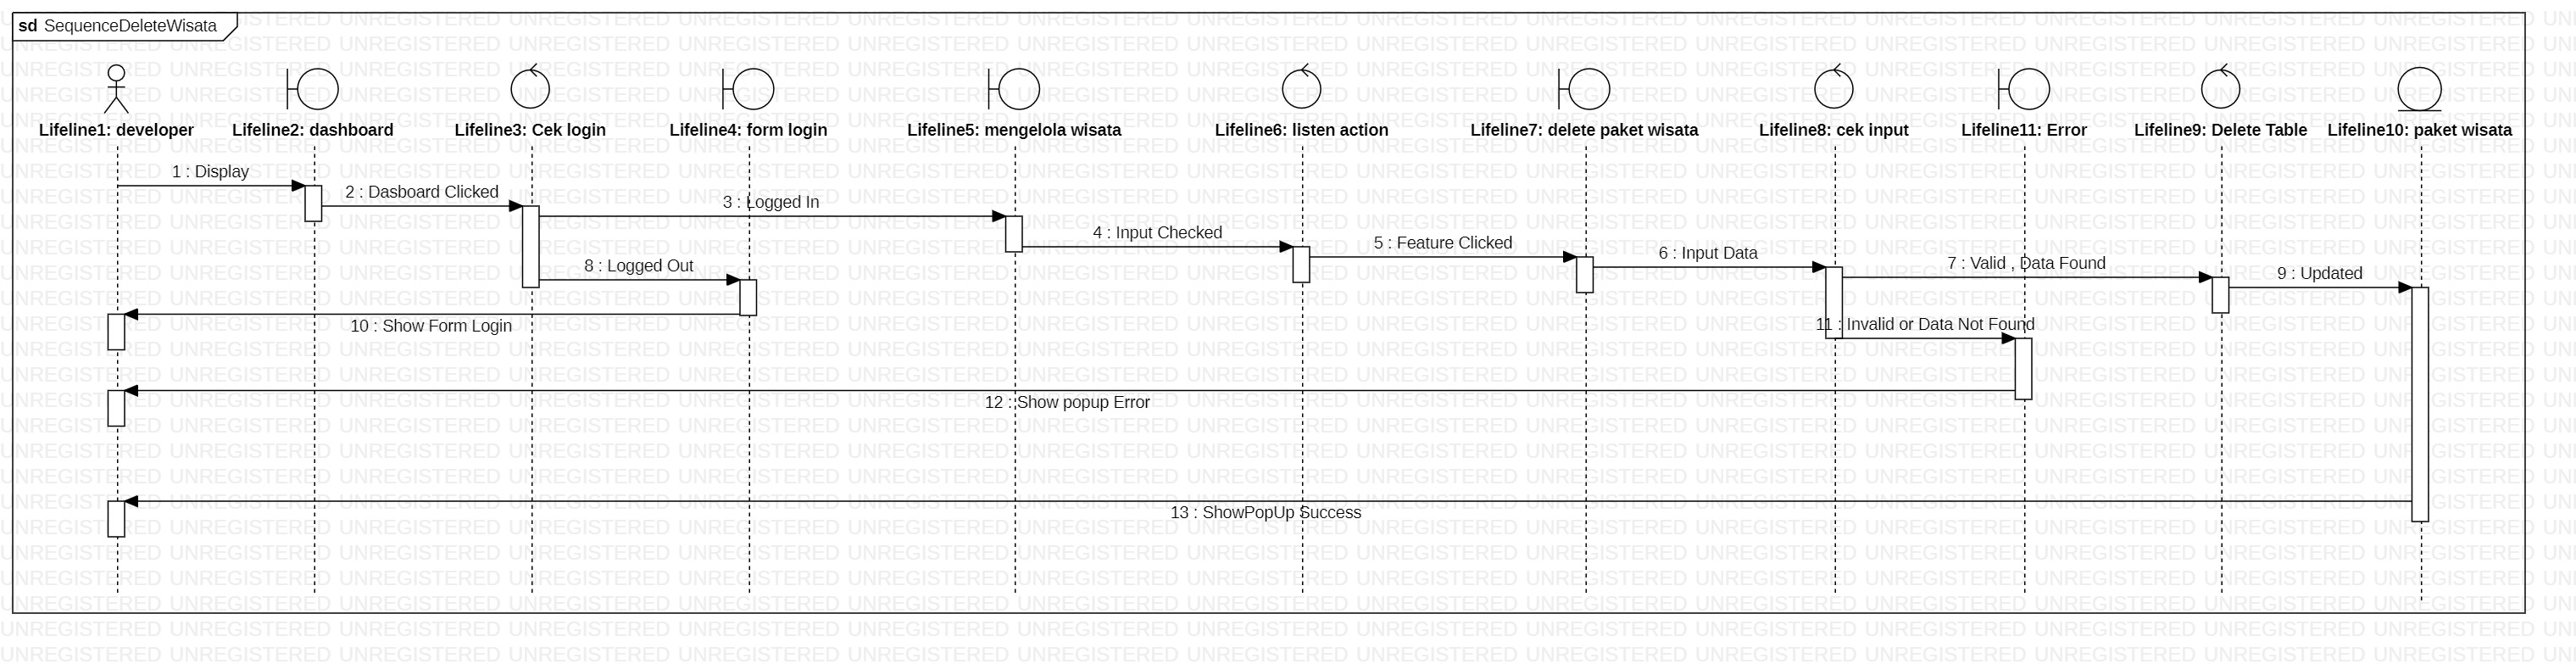 sd SequenceDeleteWisata
Lifeline1: developer
Lifeline2: dashboard
Lifeline3: Cek login
Lifeline4: form login
Lifeline5: mengelola wisata
Lifeline6: listen action
Lifeline7: delete paket wisata
Lifeline8: cek input
Lifeline11: Error
Lifeline9: Delete Table
Lifeline10: paket wisata
1 : Display
2 : Dasboard Clicked
3 : Logged In
4 : Input Checked
5 : Feature Clicked
6 : Input Data
7 : Valid , Data Found
8 : Logged Out
9 : Updated
10 : Show Form Login
11 : Invalid or Data Not Found
12 : Show popup Error
13 : ShowPopUp Success
UNREGISTERED